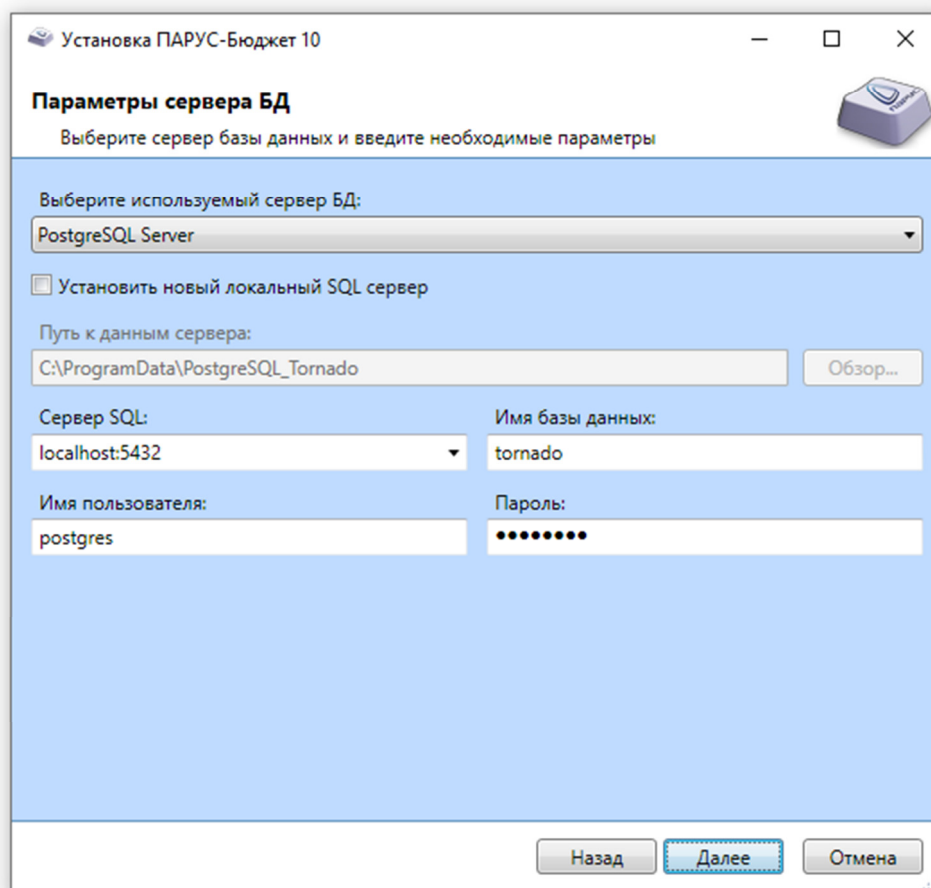 Установка ПАРУС-Бюджет 10
Параметры сервера БД
Выберите сервер базы данных и введите необходимые параметры
ПАРУС
Выберите используемый сервер БД:
PostgreSQL Server
Установить новый локальный SQL сервер
Путь к данным сервера:
C:\ProgramData\PostgreSQL_Tornado
Обзор...
Сервер SQL:
Имя базы данных:
localhost:5432
tornado
Имя пользователя:
Пароль:
postgres
••••••••
Назад
Далее
Отмена